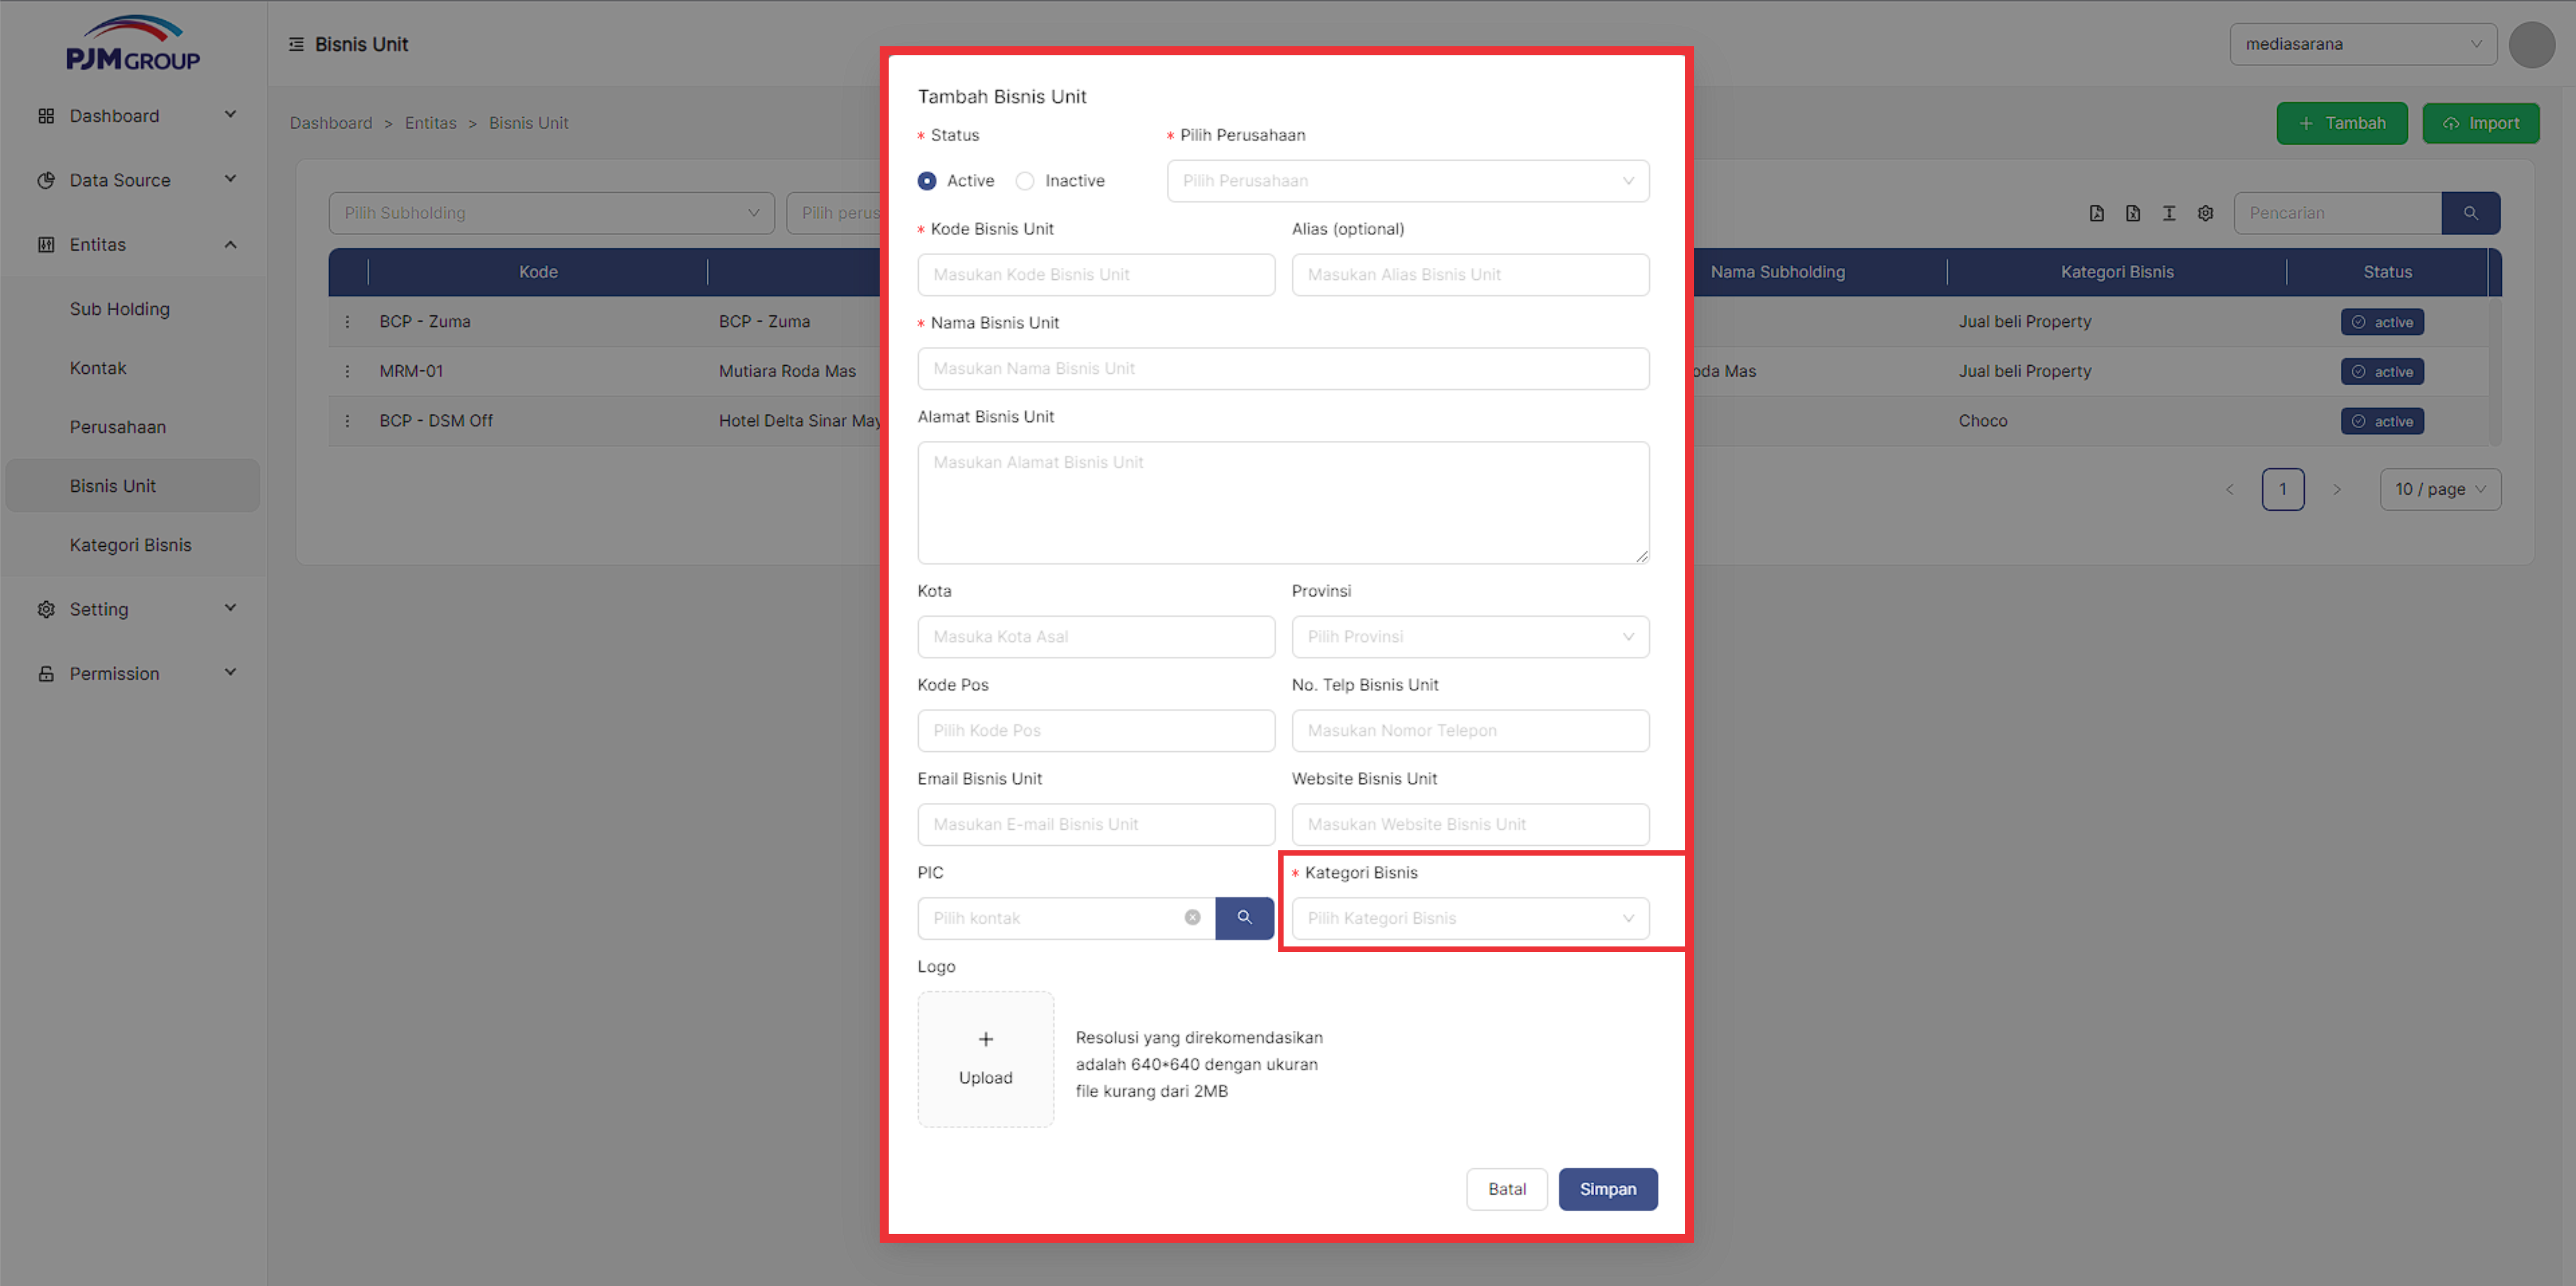 PJM GROUP
Bisnis Unit
mediasarana
Dashboard
Data Source
Entitas
Sub Holding
Kontak
Perusahaan
Bisnis Unit
Kategori Bisnis
Setting
Permission
Dashboard > Entitas > Bisnis Unit
+ Tambah
Import
Pilih Subholding
Pilih perus
Pencarian
Kode
Nama Subholding
Kategori Bisnis
Status
BCP - Zuma
BCP - Zuma
Jual beli Property
active
MRM-01
Mutiara Roda Mas
oda Mas
Jual beli Property
active
BCP - DSM Off
Hotel Delta Sinar May
Choco
active
< 1 >
10 / page
Tambah Bisnis Unit
* Status
* Pilih Perusahaan
Active
Inactive
Pilih Perusahaan
* Kode Bisnis Unit
Alias (optional)
Masukan Kode Bisnis Unit
Masukan Alias Bisnis Unit
* Nama Bisnis Unit
Masukan Nama Bisnis Unit
Alamat Bisnis Unit
Masukan Alamat Bisnis Unit
Kota
Provinsi
Masuka Kota Asal
Pilih Provinsi
Kode Pos
No. Telp Bisnis Unit
Pilih Kode Pos
Masukan Nomor Telepon
Email Bisnis Unit
Website Bisnis Unit
Masukan E-mail Bisnis Unit
Masukan Website Bisnis Unit
PIC
* Kategori Bisnis
Pilih kontak
Pilih Kategori Bisnis
Logo
+
Upload
Resolusi yang direkomendasikan
adalah 640*640 dengan ukuran
file kurang dari 2MB
Batal
Simpan